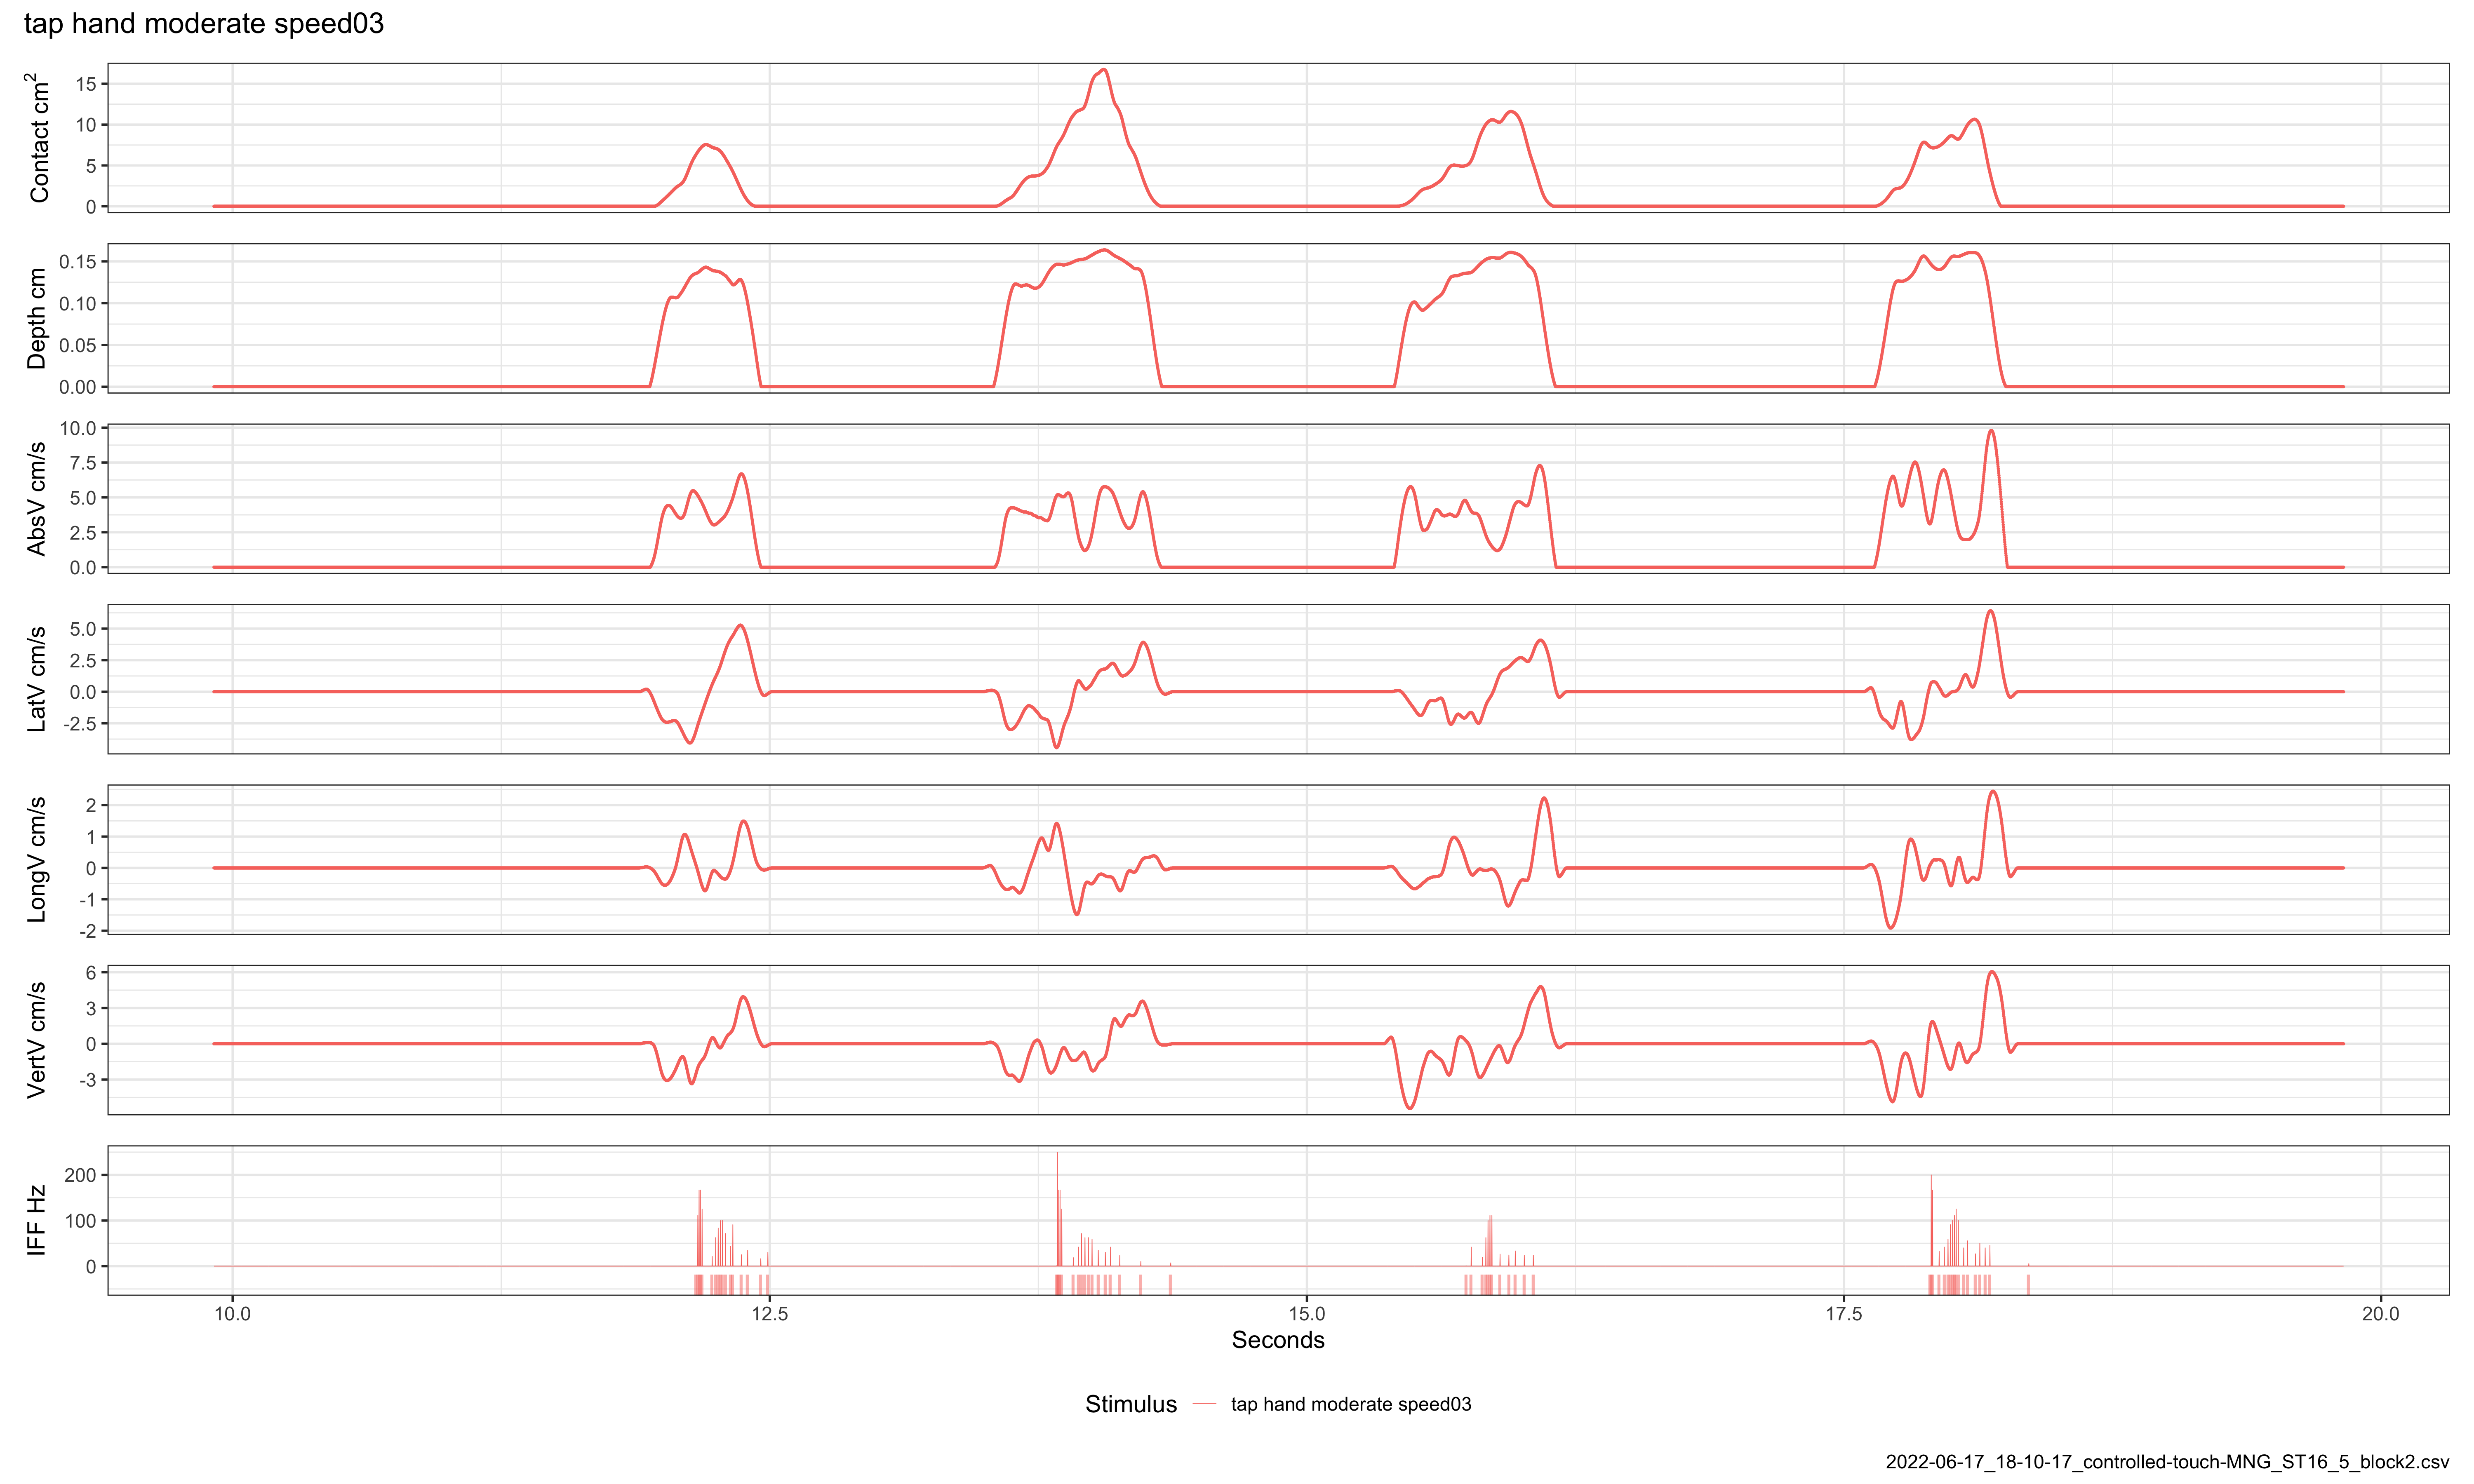 tap hand moderate speed03
Contact cm²
15
10
5
0
Depth cm
0.15
0.10
0.05
0.00
AbsV cm/s
10.0
7.5
5.0
2.5
0.0
LatV cm/s
5.0
2.5
0.0
-2.5
LongV cm/s
2
1
0
-1
-2
VertV cm/s
6
3
0
-3
IFF Hz
200
100
0
10.0 12.5 15.0 17.5 20.0
Seconds
Stimulus tap hand moderate speed03
2022-06-17_18-10-17_controlled-touch-MNG_ST16_5_block2.csv